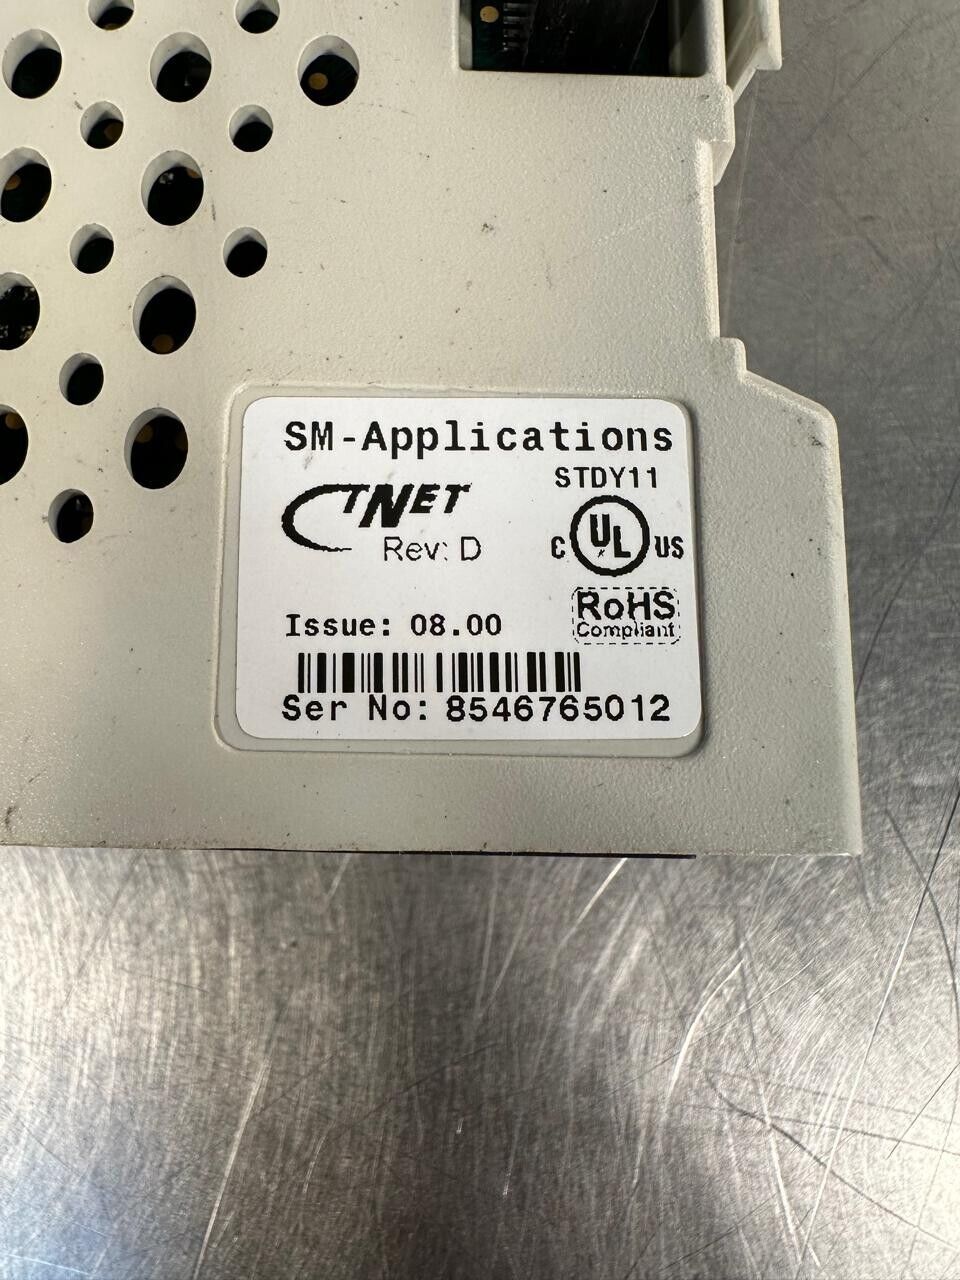 SM-Applications
STDY11
CTNET
Rev: D
C UL US
RoHS
Compliant
Issue: 08.00
Ser No: 8546765012